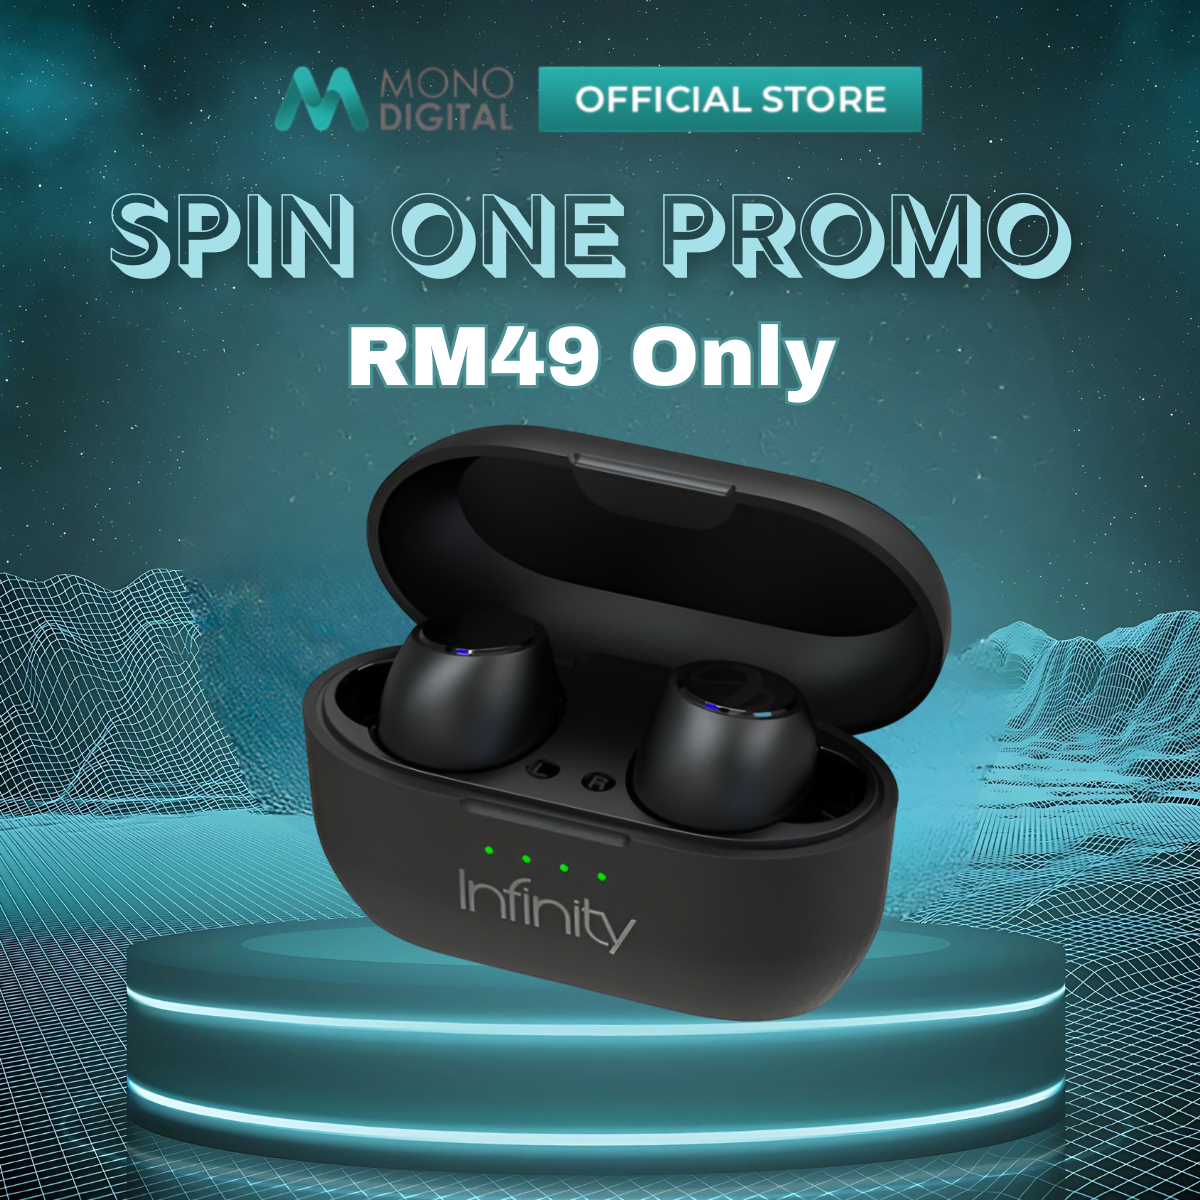 MONO
DIGITAL
OFFICIAL STORE
SPIN ONE PROMO
RM49 Only
L
R
Infinity